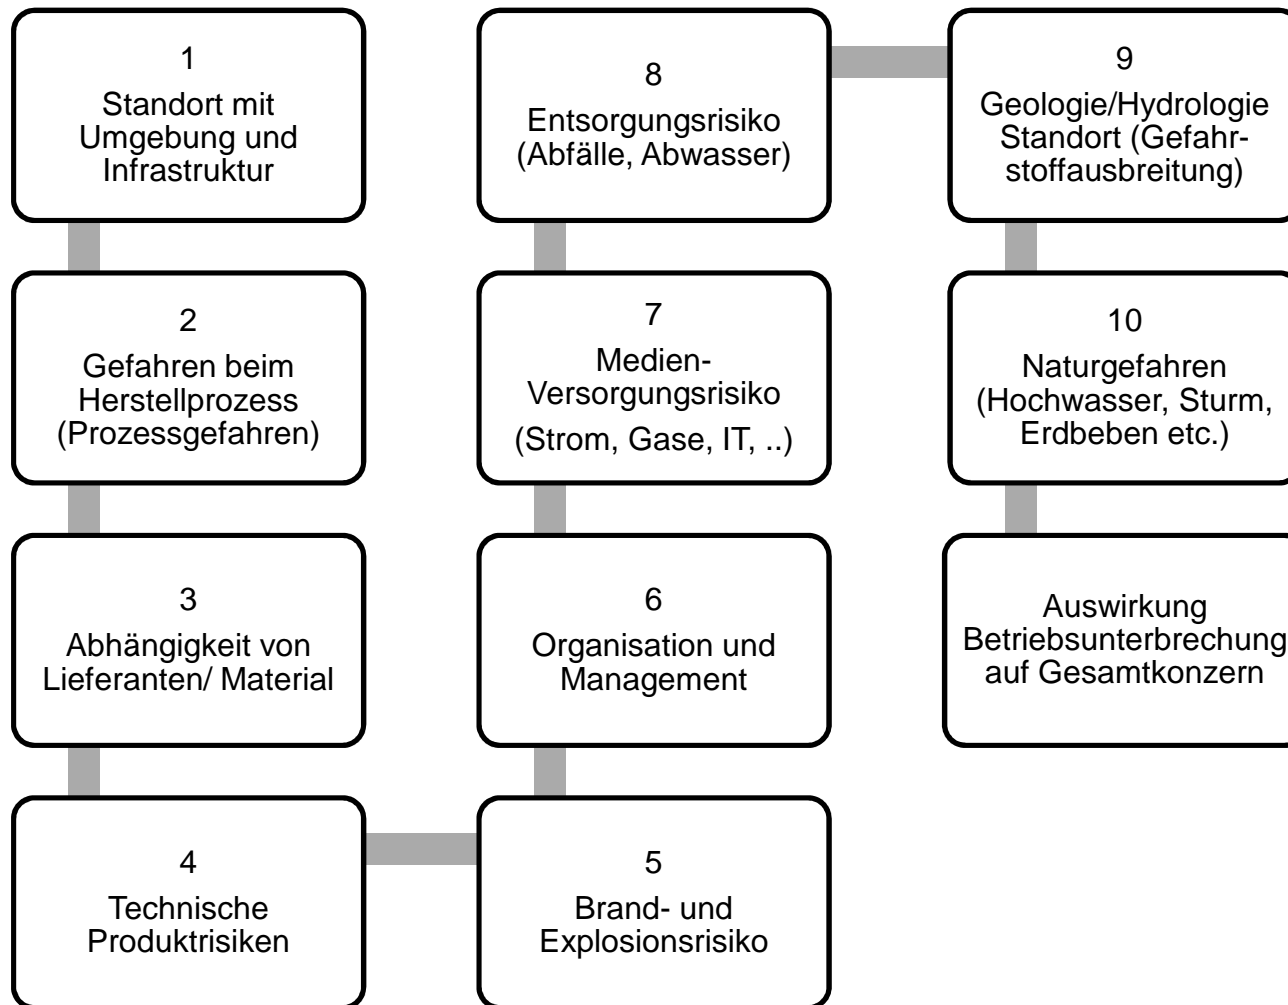 1
Standort mit
Umgebung und
Infrastruktur
2
Gefahren beim
Herstellprozess
(Prozessgefahren)
3
Abhängigkeit von
Lieferanten/ Material
4
Technische
Produktrisiken
5
Brand- und
Explosionsrisiko
6
Organisation und
Management
7
Medien-
Versorgungsrisiko
(Strom, Gase, IT, ..)
8
Entsorgungsrisiko
(Abfälle, Abwasser)
9
Geologie/Hydrologie
Standort (Gefahr-
stoffausbreitung)
10
Naturgefahren
(Hochwasser, Sturm,
Erdbeben etc.)
Auswirkung
Betriebsunterbrechung
auf Gesamtkonzern